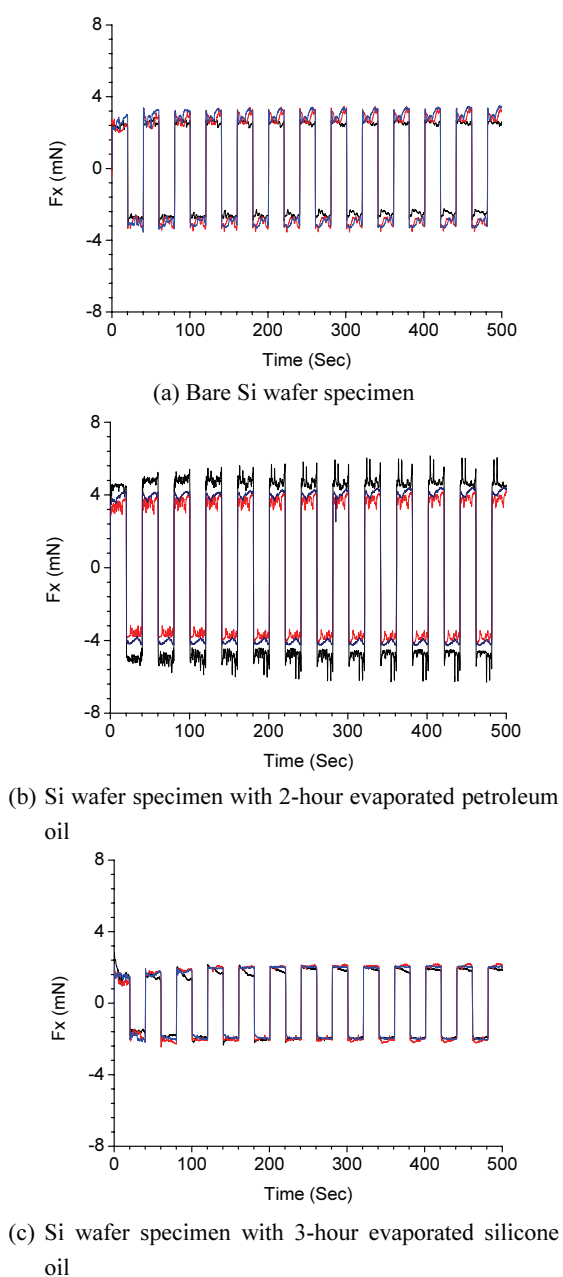 8
4
0
-4
-8
Fx (mN)
0 100 200 300 400 500
Time (Sec)
(a) Bare Si wafer specimen
8
4
0
-4
-8
Fx (mN)
0 100 200 300 400 500
Time (Sec)
(b) Si wafer specimen with 2-hour evaporated petroleum
oil
8
4
0
-4
-8
Fx (mN)
0 100 200 300 400 500
Time (Sec)
(c) Si wafer specimen with 3-hour evaporated silicone
oil